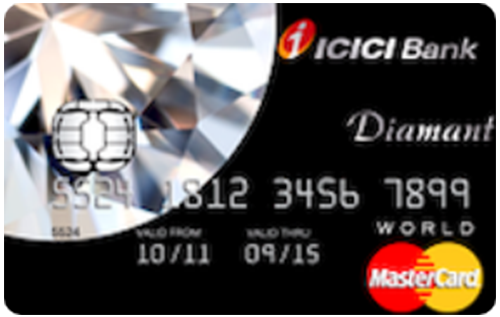 ICICI Bank
Diamant
5524 1812 3456 7899
5524
VALID FROM
VALID THRU
10/11
09/15
WORLD
MasterCard